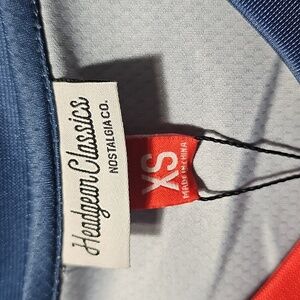 Headgear Classics
NOSTALGIA CO.
XS
MADE IN CHINA